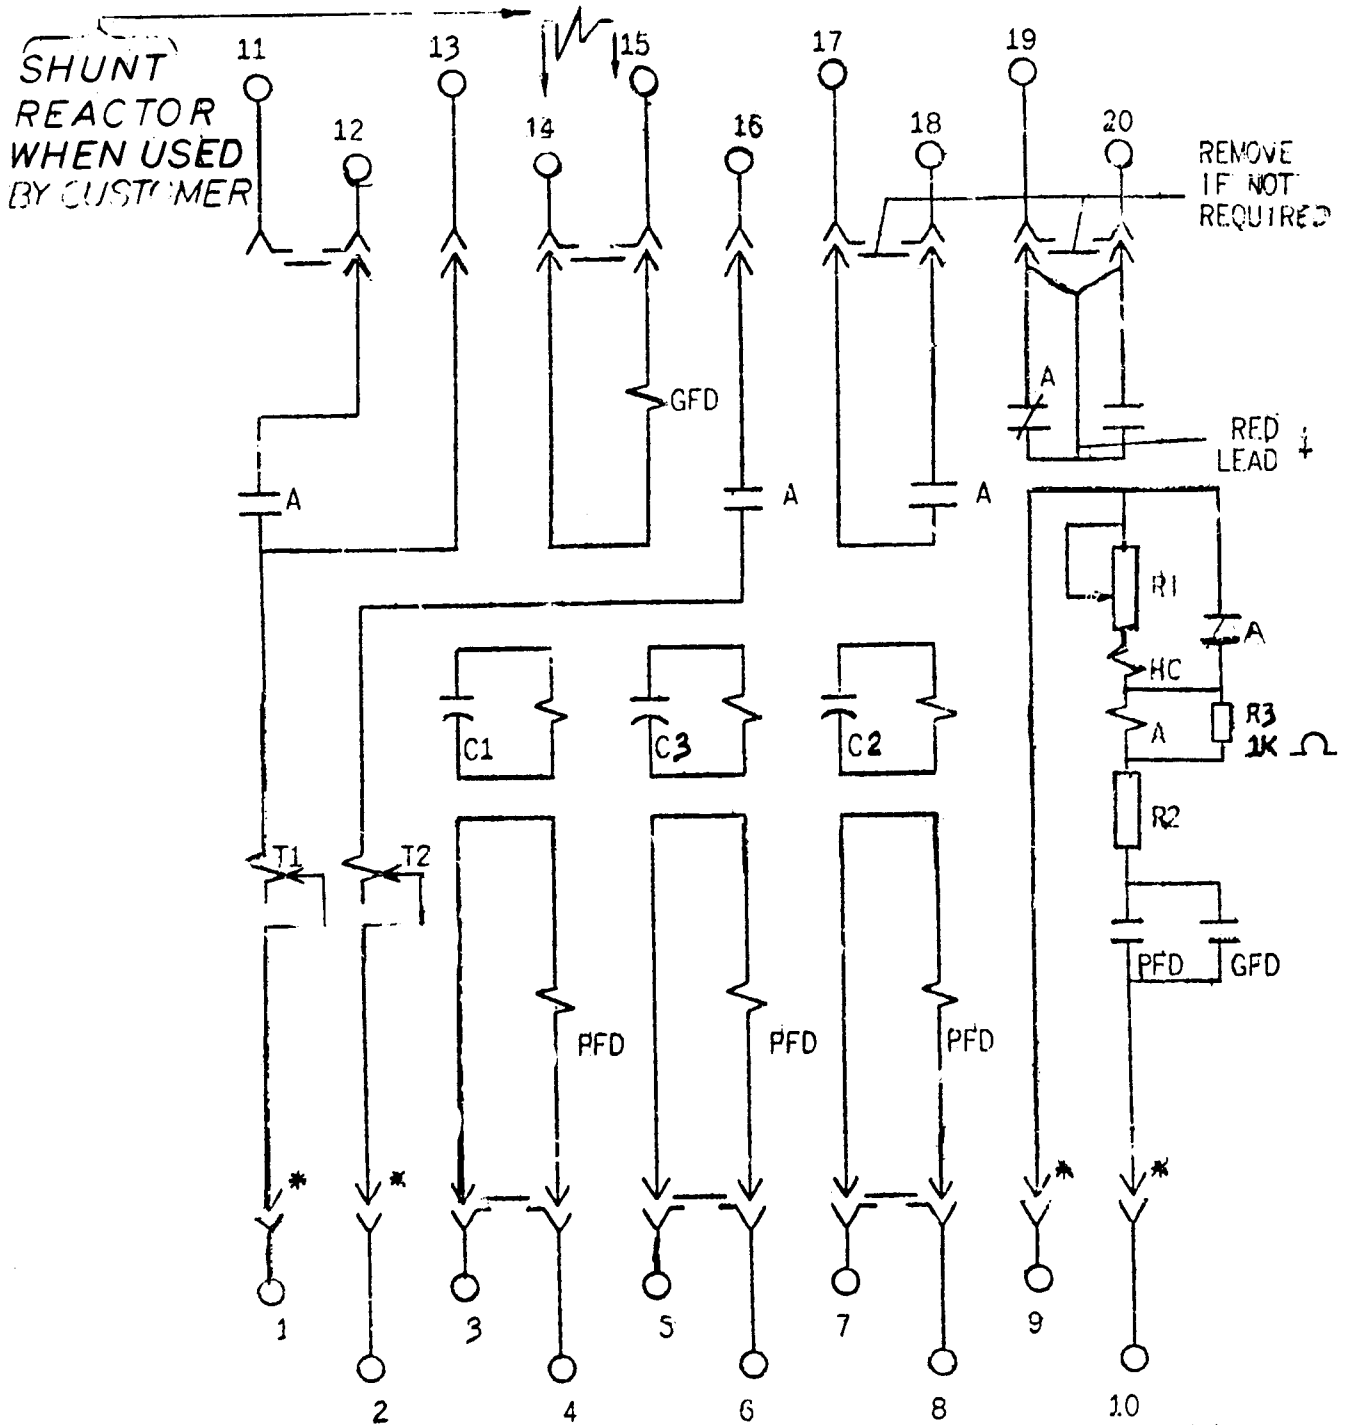 SHUNT
REACTOR
WHEN USED
BY CUSTOMER
11
13
15
17
19
12
14
16
18
20
REMOVE
IF NOT
REQUIRED
GFD
A
RED
LEAD
A
A
A
R1
A
HC
A
R3
1K Ω
C1
C3
C2
R2
T1
T2
PFD
GFD
PFD
PFD
PFD
*
*
*
*
1
3
5
7
9
2
4
6
8
10